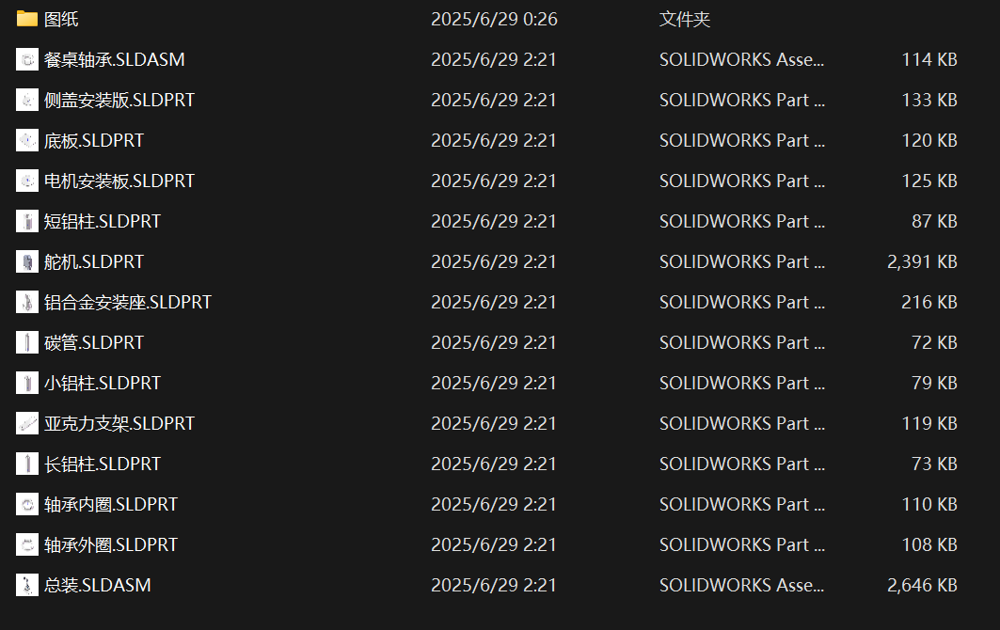 图纸 2025/6/29 0:26 文件夹
餐桌轴承.SLDASM 2025/6/29 2:21 SOLIDWORKS Asse... 114 KB
侧盖安装版.SLDPRT 2025/6/29 2:21 SOLIDWORKS Part ... 133 KB
底板.SLDPRT 2025/6/29 2:21 SOLIDWORKS Part ... 120 KB
电机安装板.SLDPRT 2025/6/29 2:21 SOLIDWORKS Part ... 125 KB
短铝柱.SLDPRT 2025/6/29 2:21 SOLIDWORKS Part ... 87 KB
舵机.SLDPRT 2025/6/29 2:21 SOLIDWORKS Part ... 2,391 KB
铝合金安装座.SLDPRT 2025/6/29 2:21 SOLIDWORKS Part ... 216 KB
碳管.SLDPRT 2025/6/29 2:21 SOLIDWORKS Part ... 72 KB
小铝柱.SLDPRT 2025/6/29 2:21 SOLIDWORKS Part ... 79 KB
亚克力支架.SLDPRT 2025/6/29 2:21 SOLIDWORKS Part ... 119 KB
长铝柱.SLDPRT 2025/6/29 2:21 SOLIDWORKS Part ... 73 KB
轴承内圈.SLDPRT 2025/6/29 2:21 SOLIDWORKS Part ... 110 KB
轴承外圈.SLDPRT 2025/6/29 2:21 SOLIDWORKS Part ... 108 KB
总装.SLDASM 2025/6/29 2:21 SOLIDWORKS Asse... 2,646 KB